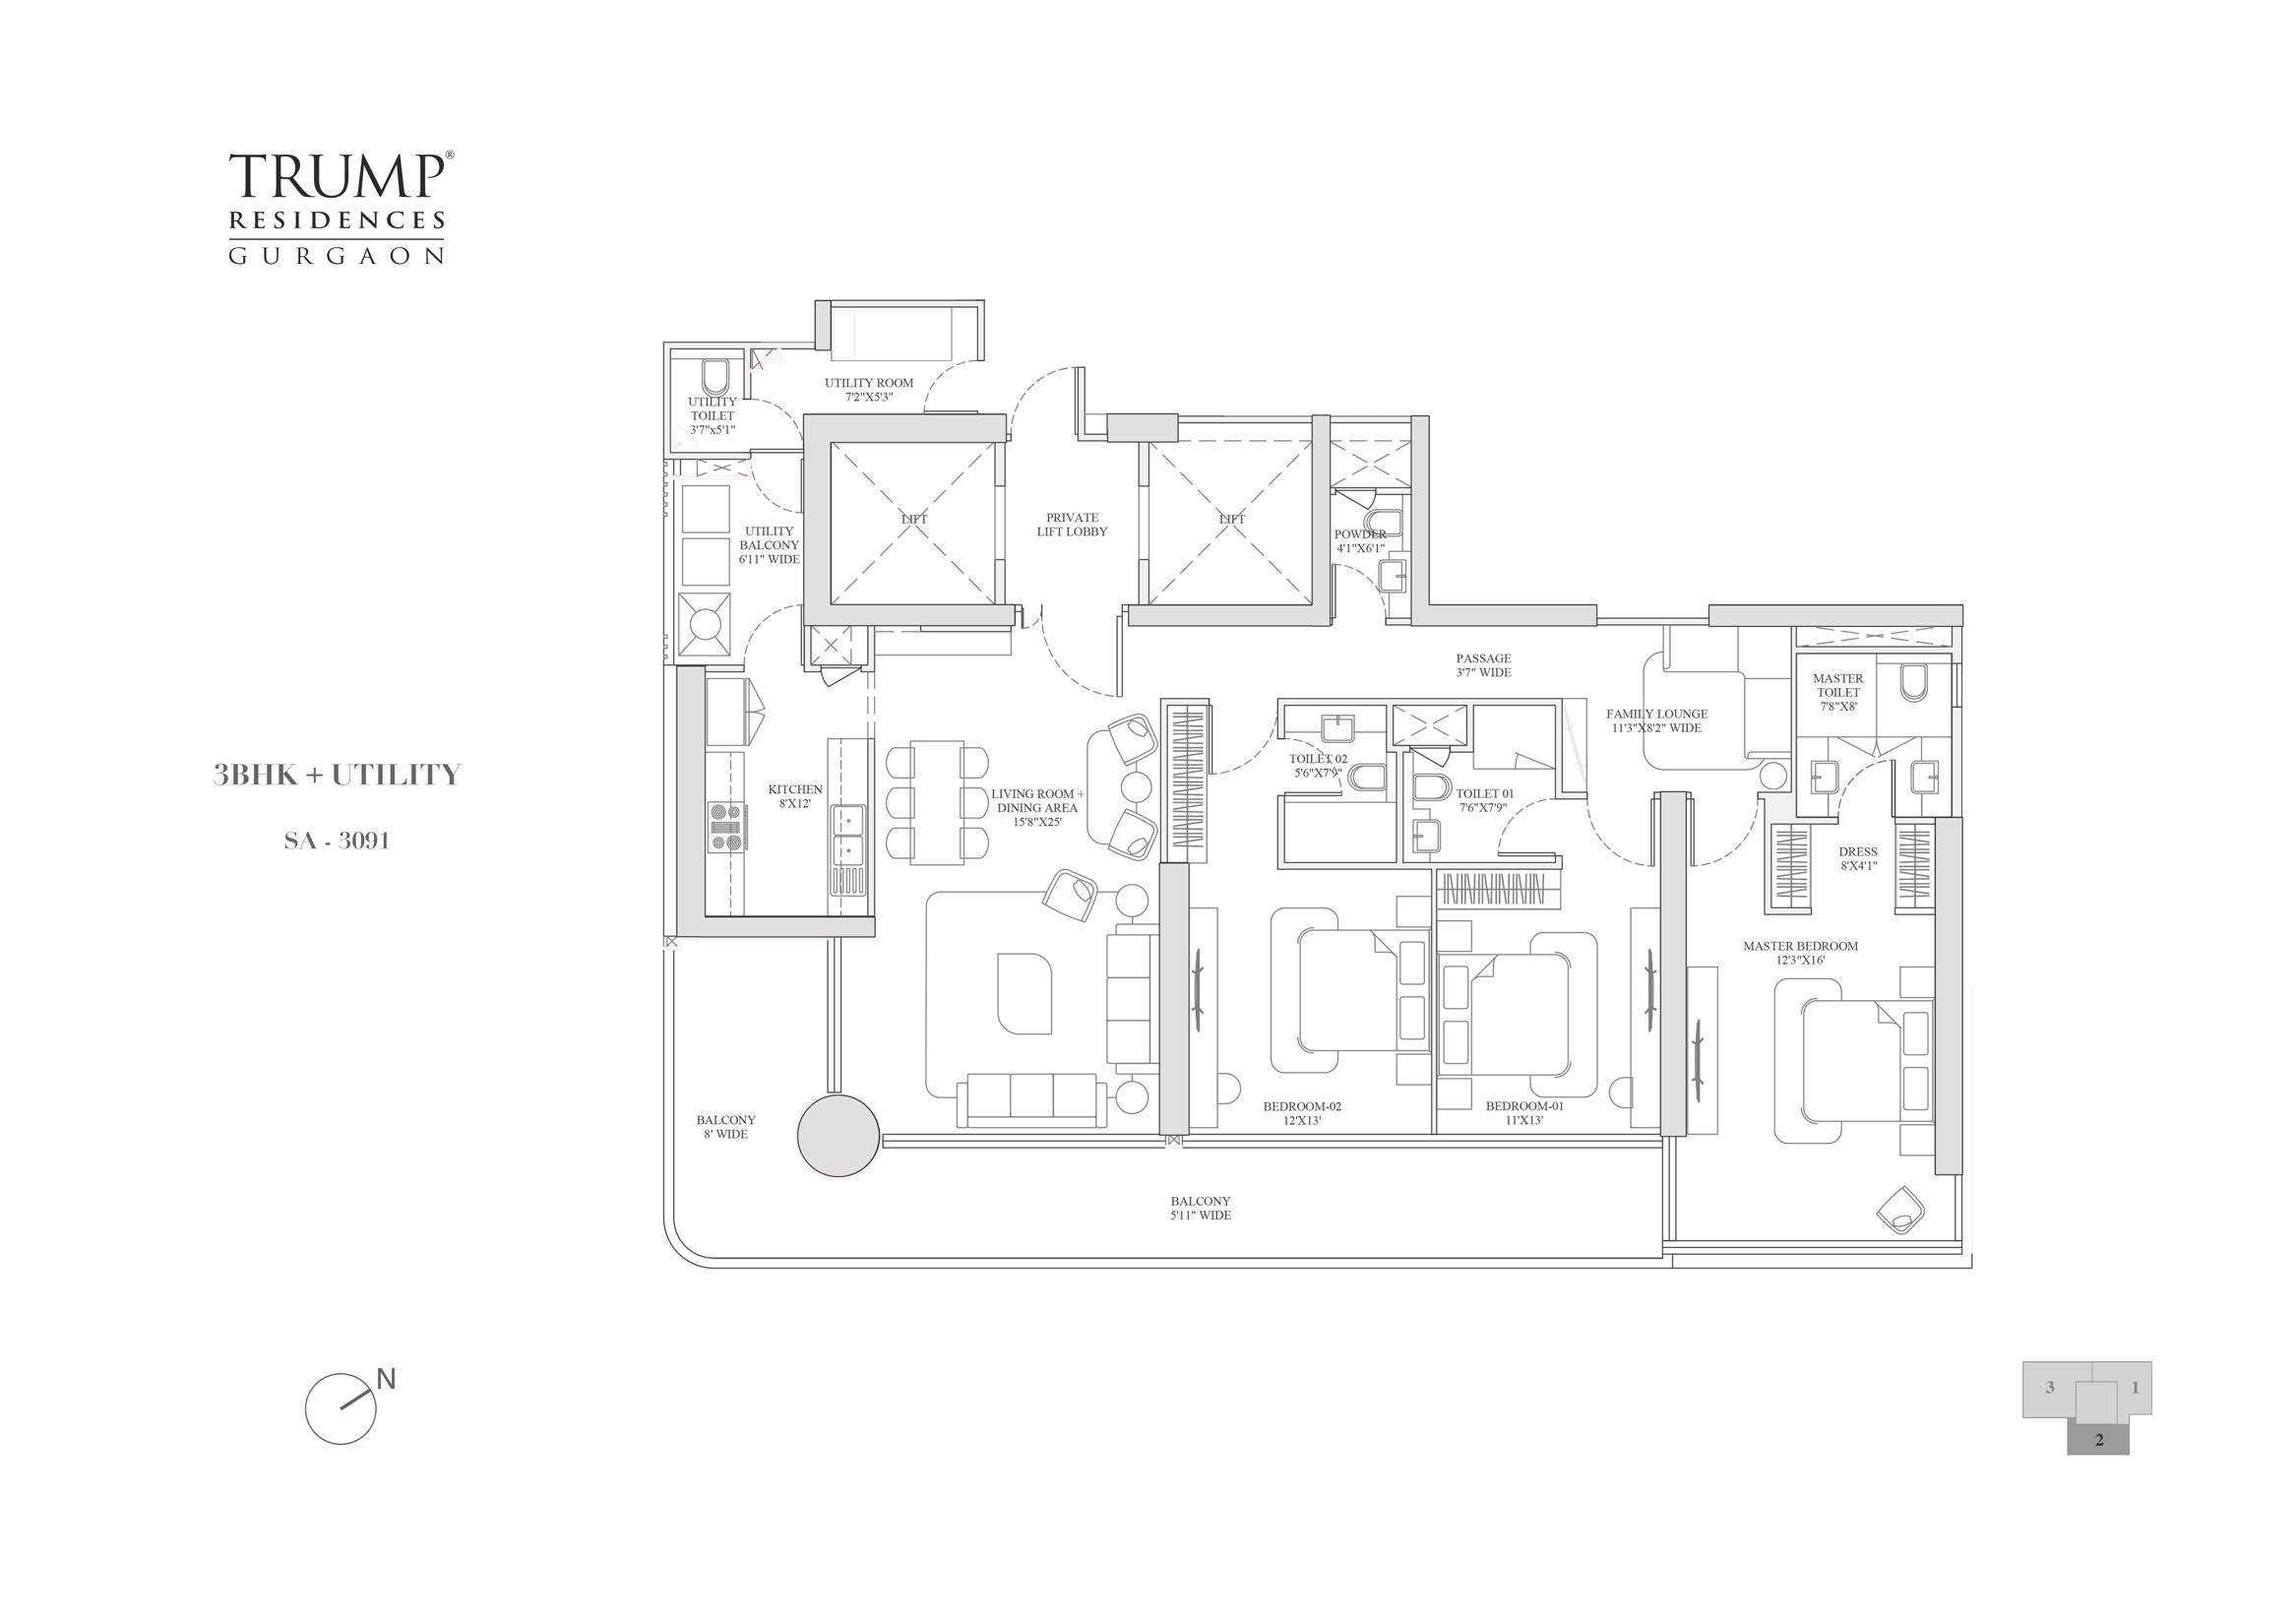 TRUMP®
RESIDENCES
GURGAON
UTILITY ROOM
7'2"X5'3"
UTILITY
TOILET
3'7"x5'1"
LIFT
PRIVATE
LIFT LOBBY
LIFT
UTILITY
BALCONY
6'11" WIDE
POWDER
4'1"X6'1"
PASSAGE
3'7" WIDE
MASTER
TOILET
7'8"X8'
FAMILY LOUNGE
11'3"X8'2" WIDE
3BHK + UTILITY
SA - 3091
KITCHEN
8'X12'
LIVING ROOM +
DINING AREA
15'8"X25'
TOILET 02
5'6"X7'9"
TOILET 01
7'6"X7'9"
DRESS
8'X4'1"
MASTER BEDROOM
12'3"X16'
BALCONY
8' WIDE
BEDROOM-02
12'X13'
BEDROOM-01
11'X13'
BALCONY
5'11" WIDE
N
3
1
2